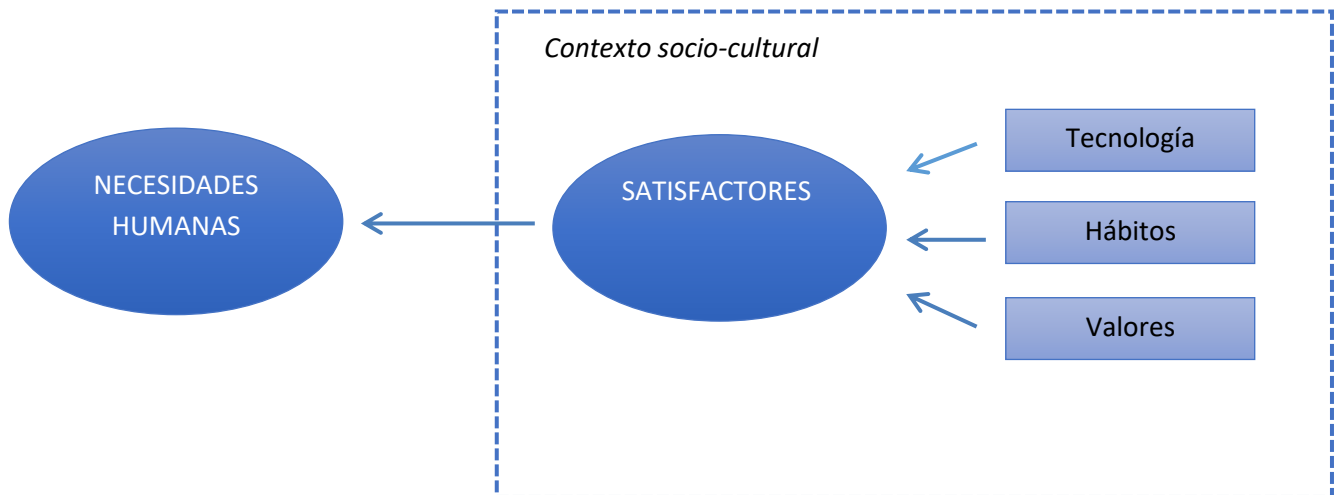 Contexto socio-cultural
NECESIDADES
HUMANAS
SATISFACTORES
Tecnología
Hábitos
Valores